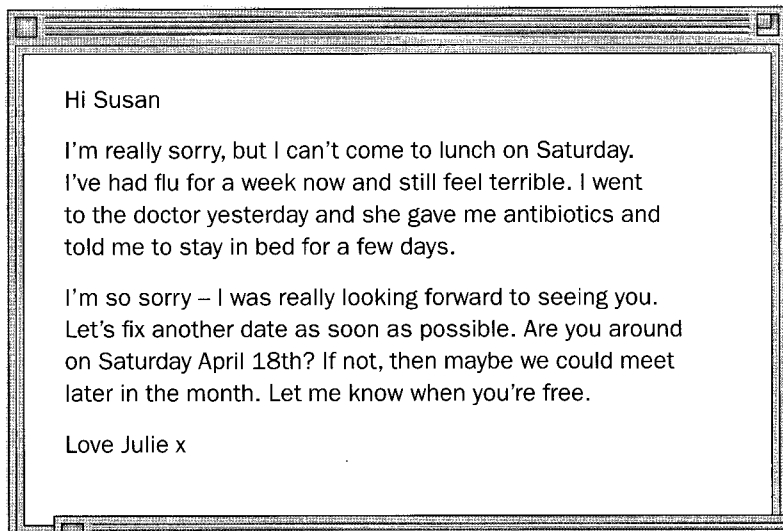 Hi Susan
I'm really sorry, but I can't come to lunch on Saturday.
I've had flu for a week now and still feel terrible. I went
to the doctor yesterday and she gave me antibiotics and
told me to stay in bed for a few days.
I'm so sorry – I was really looking forward to seeing you.
Let's fix another date as soon as possible. Are you around
on Saturday April 18th? If not, then maybe we could meet
later in the month. Let me know when you're free.
Love Julie x